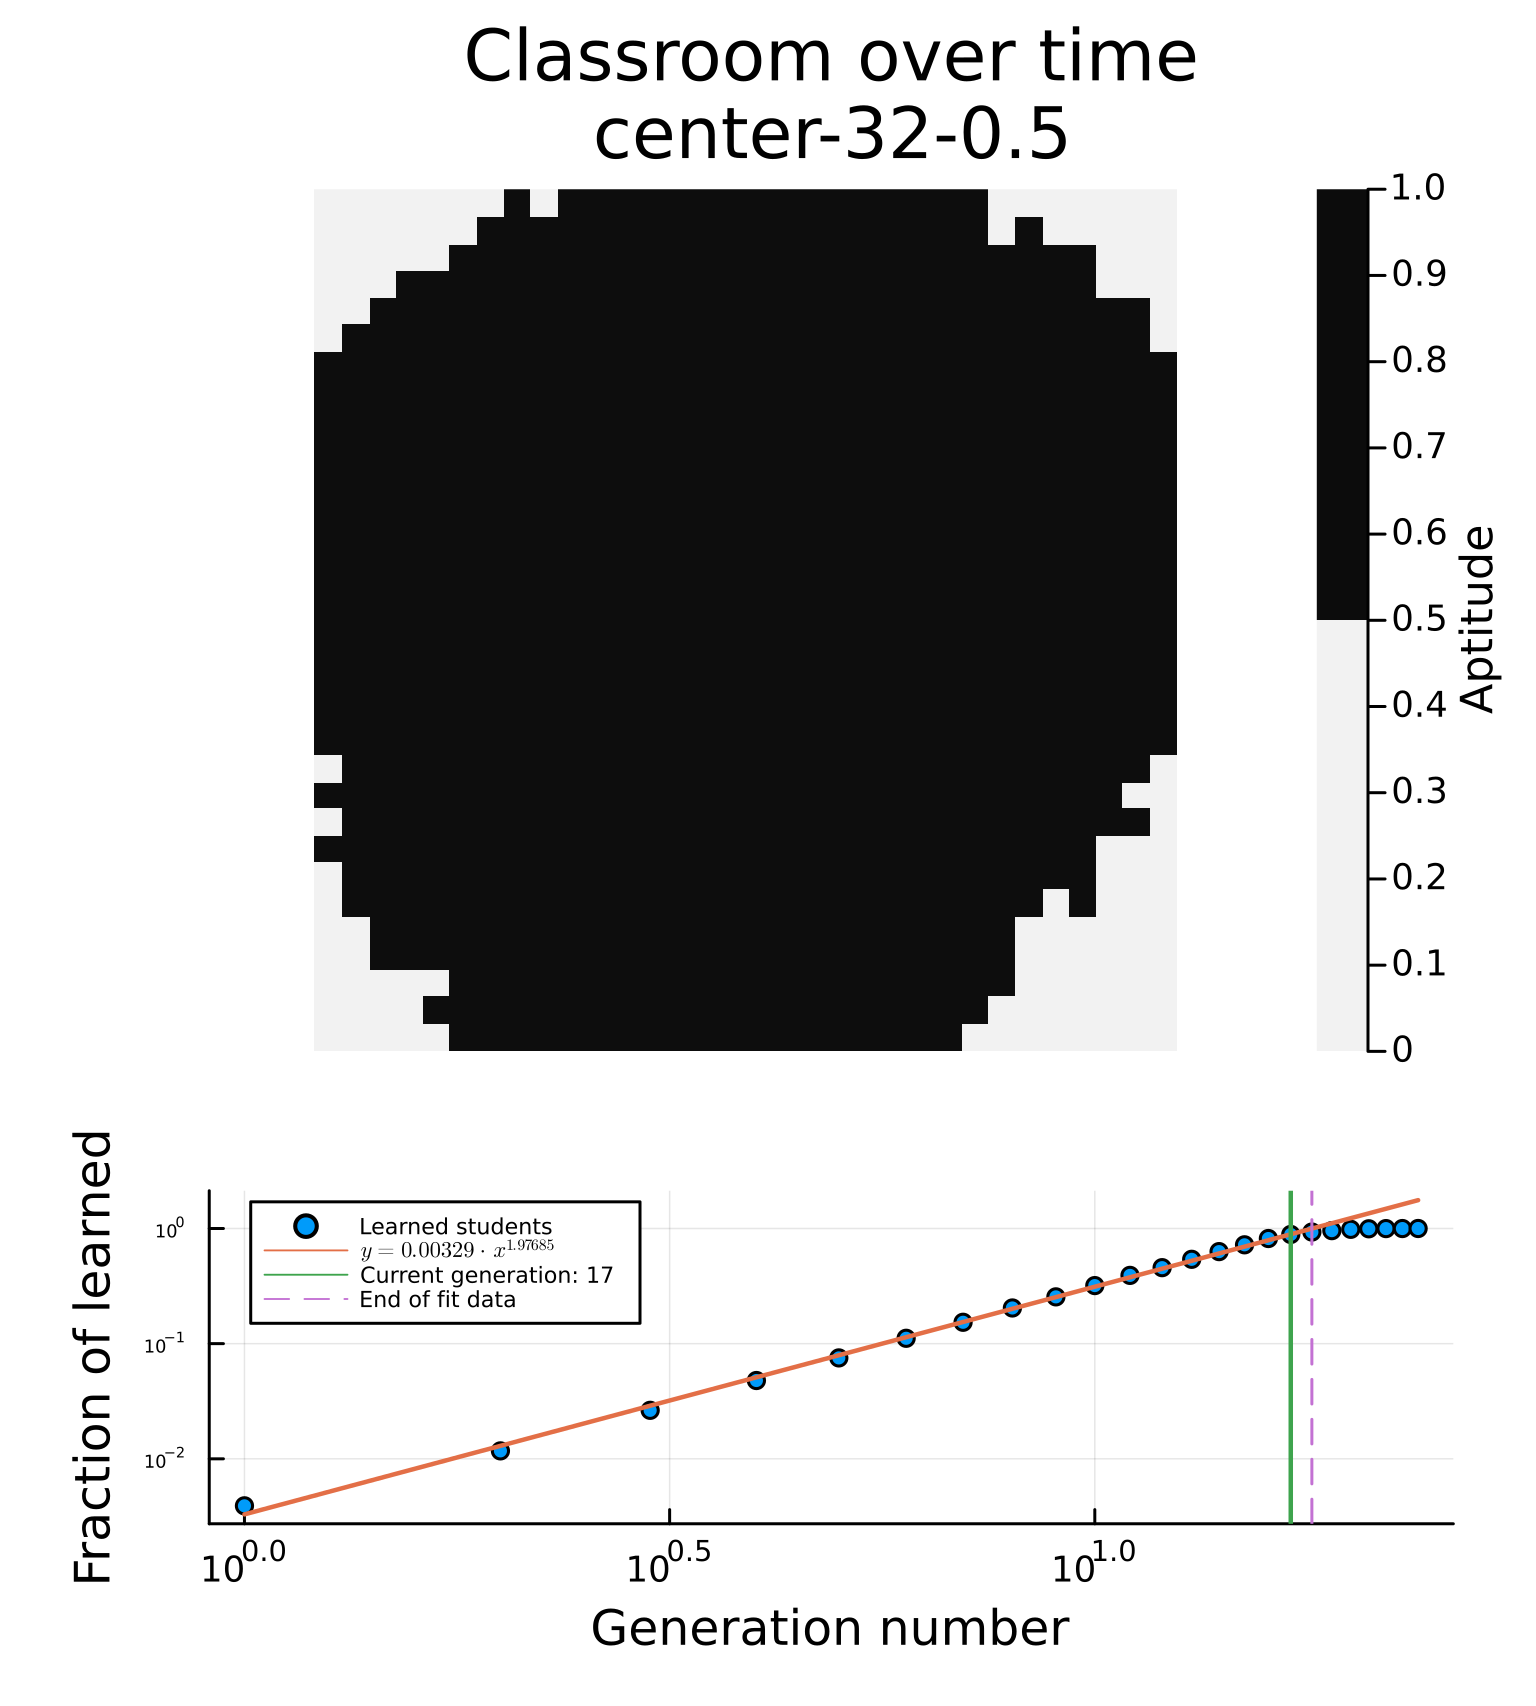 Classroom over time
center-32-0.5
1.0
0.9
0.8
0.7
0.6
0.5
0.4
0.3
0.2
0.1
0
Aptitude
Fraction of learned
10^0
10^-1
10^-2
Learned students
y = 0.00329 · x^1.97685
Current generation: 17
End of fit data
10^0.0
10^0.5
10^1.0
Generation number